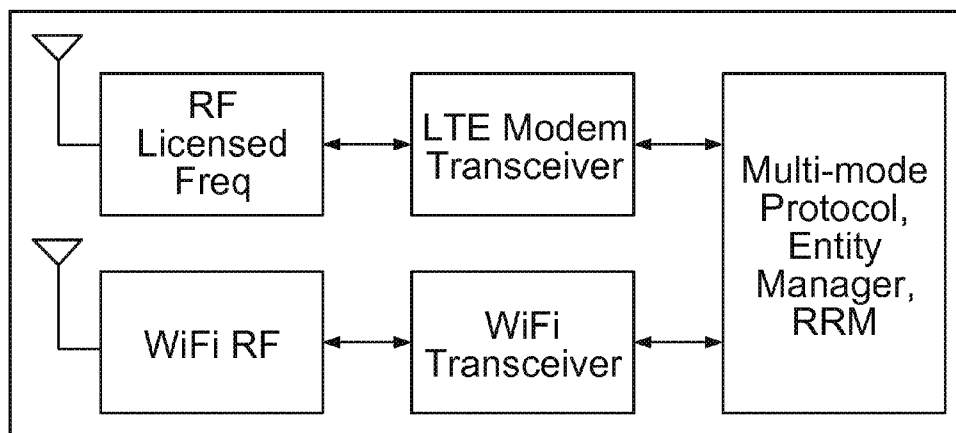 RF
Licensed
Freq
LTE Modem
Transceiver
Multi-mode
Protocol,
Entity
Manager,
RRM
WiFi RF
WiFi
Transceiver